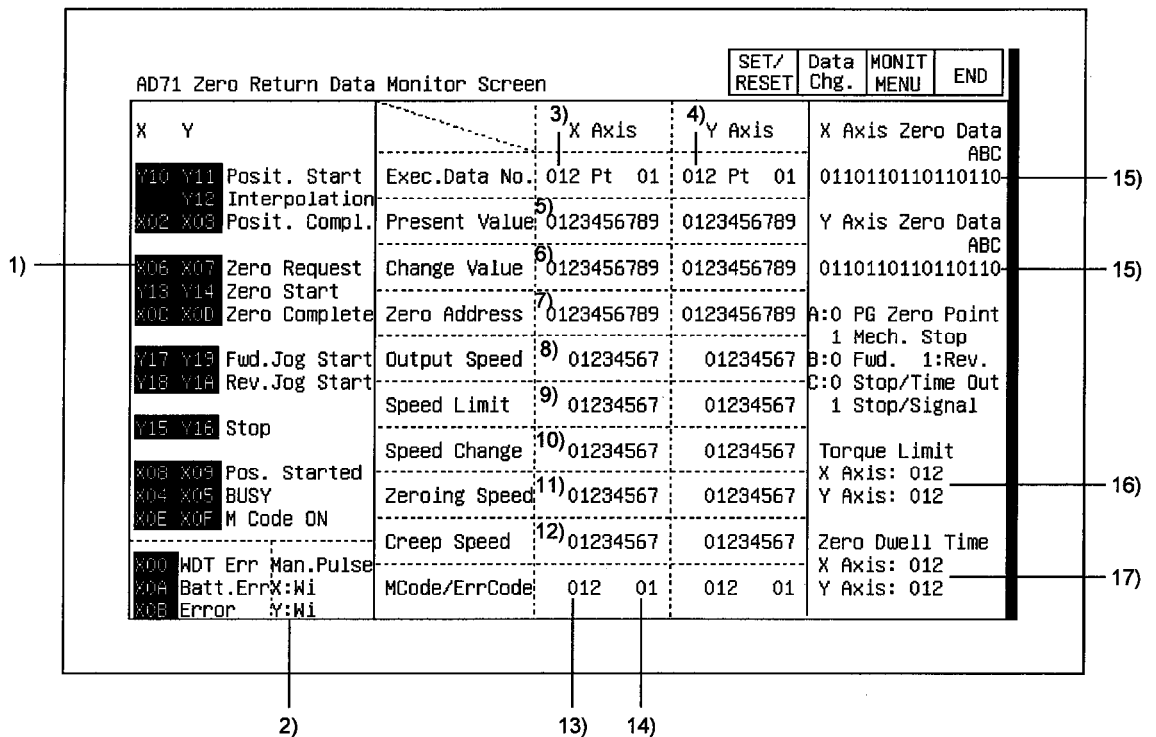 AD71 Zero Return Data Monitor Screen
SET/ RESET
Data Chg.
MONIT MENU
END
X Y
Y10 Y11 Posit. Start
Y12 Interpolation
X02 X03 Posit. Compl.
1)
X06 X07 Zero Request
Y13 Y14 Zero Start
X0C X0D Zero Complete
Y17 Y19 Fwd.Jog Start
Y18 Y1A Rev.Jog Start
Y15 Y16 Stop
X08 X09 Pos. Started
X04 X05 BUSY
X0E X0F M Code ON
X00 WDT Err Man.Pulse
X0A Batt.Err X:Wi
X0B Error Y:Wi
2)
3) X Axis 4) Y Axis
Exec.Data No. 012 Pt 01 012 Pt 01
Present Value 5) 0123456789 0123456789
Change Value 6) 0123456789 0123456789
Zero Address 7) 0123456789 0123456789
Output Speed 8) 01234567 01234567
Speed Limit 9) 01234567 01234567
Speed Change 10) 01234567 01234567
Zeroing Speed 11) 01234567 01234567
Creep Speed 12) 01234567 01234567
MCode/ErrCode 012 01 012 01
13) 14)
X Axis Zero Data
ABC
0110110110110110 15)
Y Axis Zero Data
ABC
0110110110110110 15)
A:0 PG Zero Point
1 Mech. Stop
B:0 Fwd. 1:Rev.
C:0 Stop/Time Out
1 Stop/Signal
Torque Limit
X Axis: 012
Y Axis: 012
16)
Zero Dwell Time
X Axis: 012
Y Axis: 012
17)